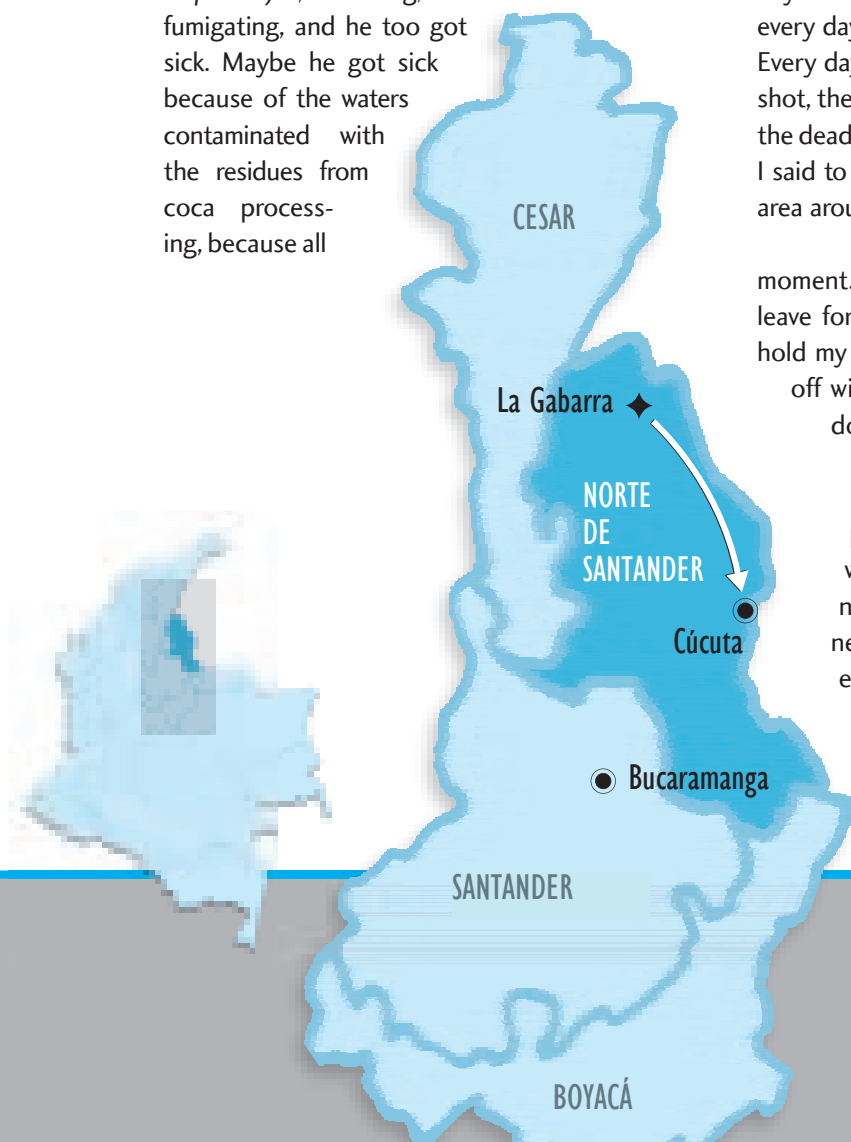 fumigating, and he too got
sick. Maybe he got sick
because of the waters
contaminated with
the residues from
coca process-
ing, because all
every day
Every day
shot, the
the dead
I said to
area arou
moment.
leave for
hold my
off wi
do
ne
e
CESAR
La Gabarra
NORTE
DE
SANTANDER
Cúcuta
Bucaramanga
SANTANDER
BOYACÁ